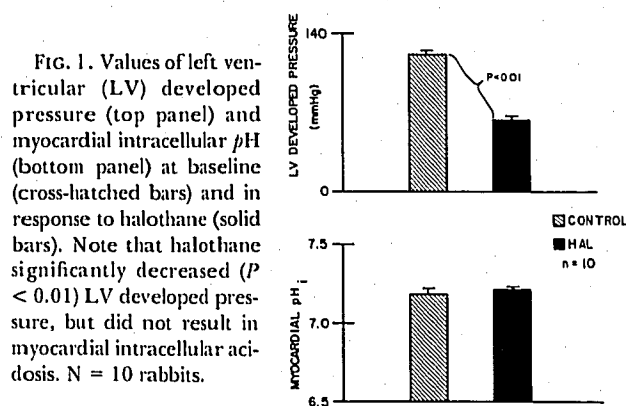 FIG. 1. Values of left ven-
tricular (LV) developed
pressure (top panel) and
myocardial intracellular pH
(bottom panel) at baseline
(cross-hatched bars) and in
response to halothane (solid
bars). Note that halothane
significantly decreased (P
< 0.01) LV developed pres-
sure, but did not result in
myocardial intracellular aci-
dosis. N = 10 rabbits.
LV DEVELOPED PRESSURE
(mmHg)
140
0
P<0.01
CONTROL
HAL
n = 10
MYOCARDIAL pHi
7.5
7.0
6.5